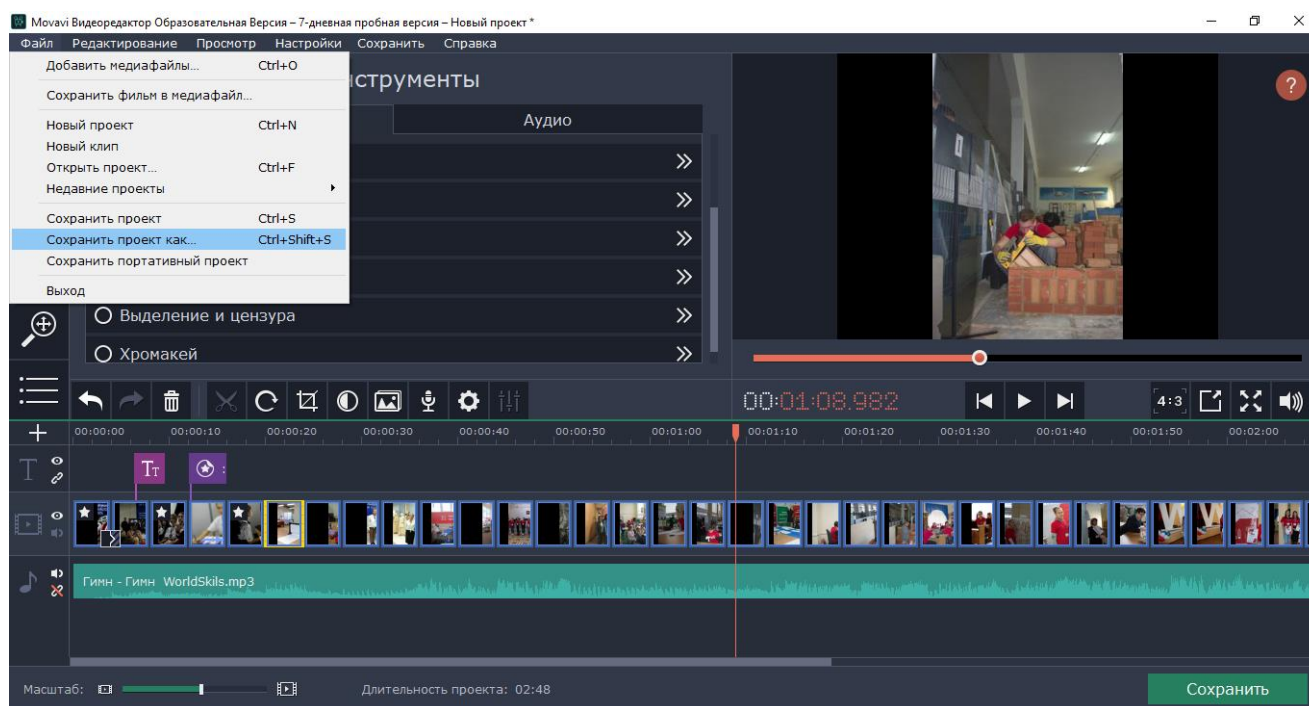 Movavi Видеоредактор Образовательная Версия – 7-дневная пробная версия – Новый проект *
Файл Редактирование Просмотр Настройки Сохранить Справка
Добавить медиафайлы... Ctrl+O
Сохранить фильм в медиафайл...
Новый проект Ctrl+N
Новый клип
Открыть проект... Ctrl+F
Недавние проекты
Сохранить проект Ctrl+S
Сохранить проект как... Ctrl+Shift+S
Сохранить портативный проект
Выход
струменты
Аудио
?
Выделение и цензура
Хромакей
00:01:08.982
4:3
00:00:00 00:00:10 00:00:20 00:00:30 00:00:40 00:00:50 00:01:00 00:01:10 00:01:20 00:01:30 00:01:40 00:01:50 00:02:00
T Tт
Гимн - Гимн WorldSkils.mp3
Масштаб: Длительность проекта: 02:48 Сохранить